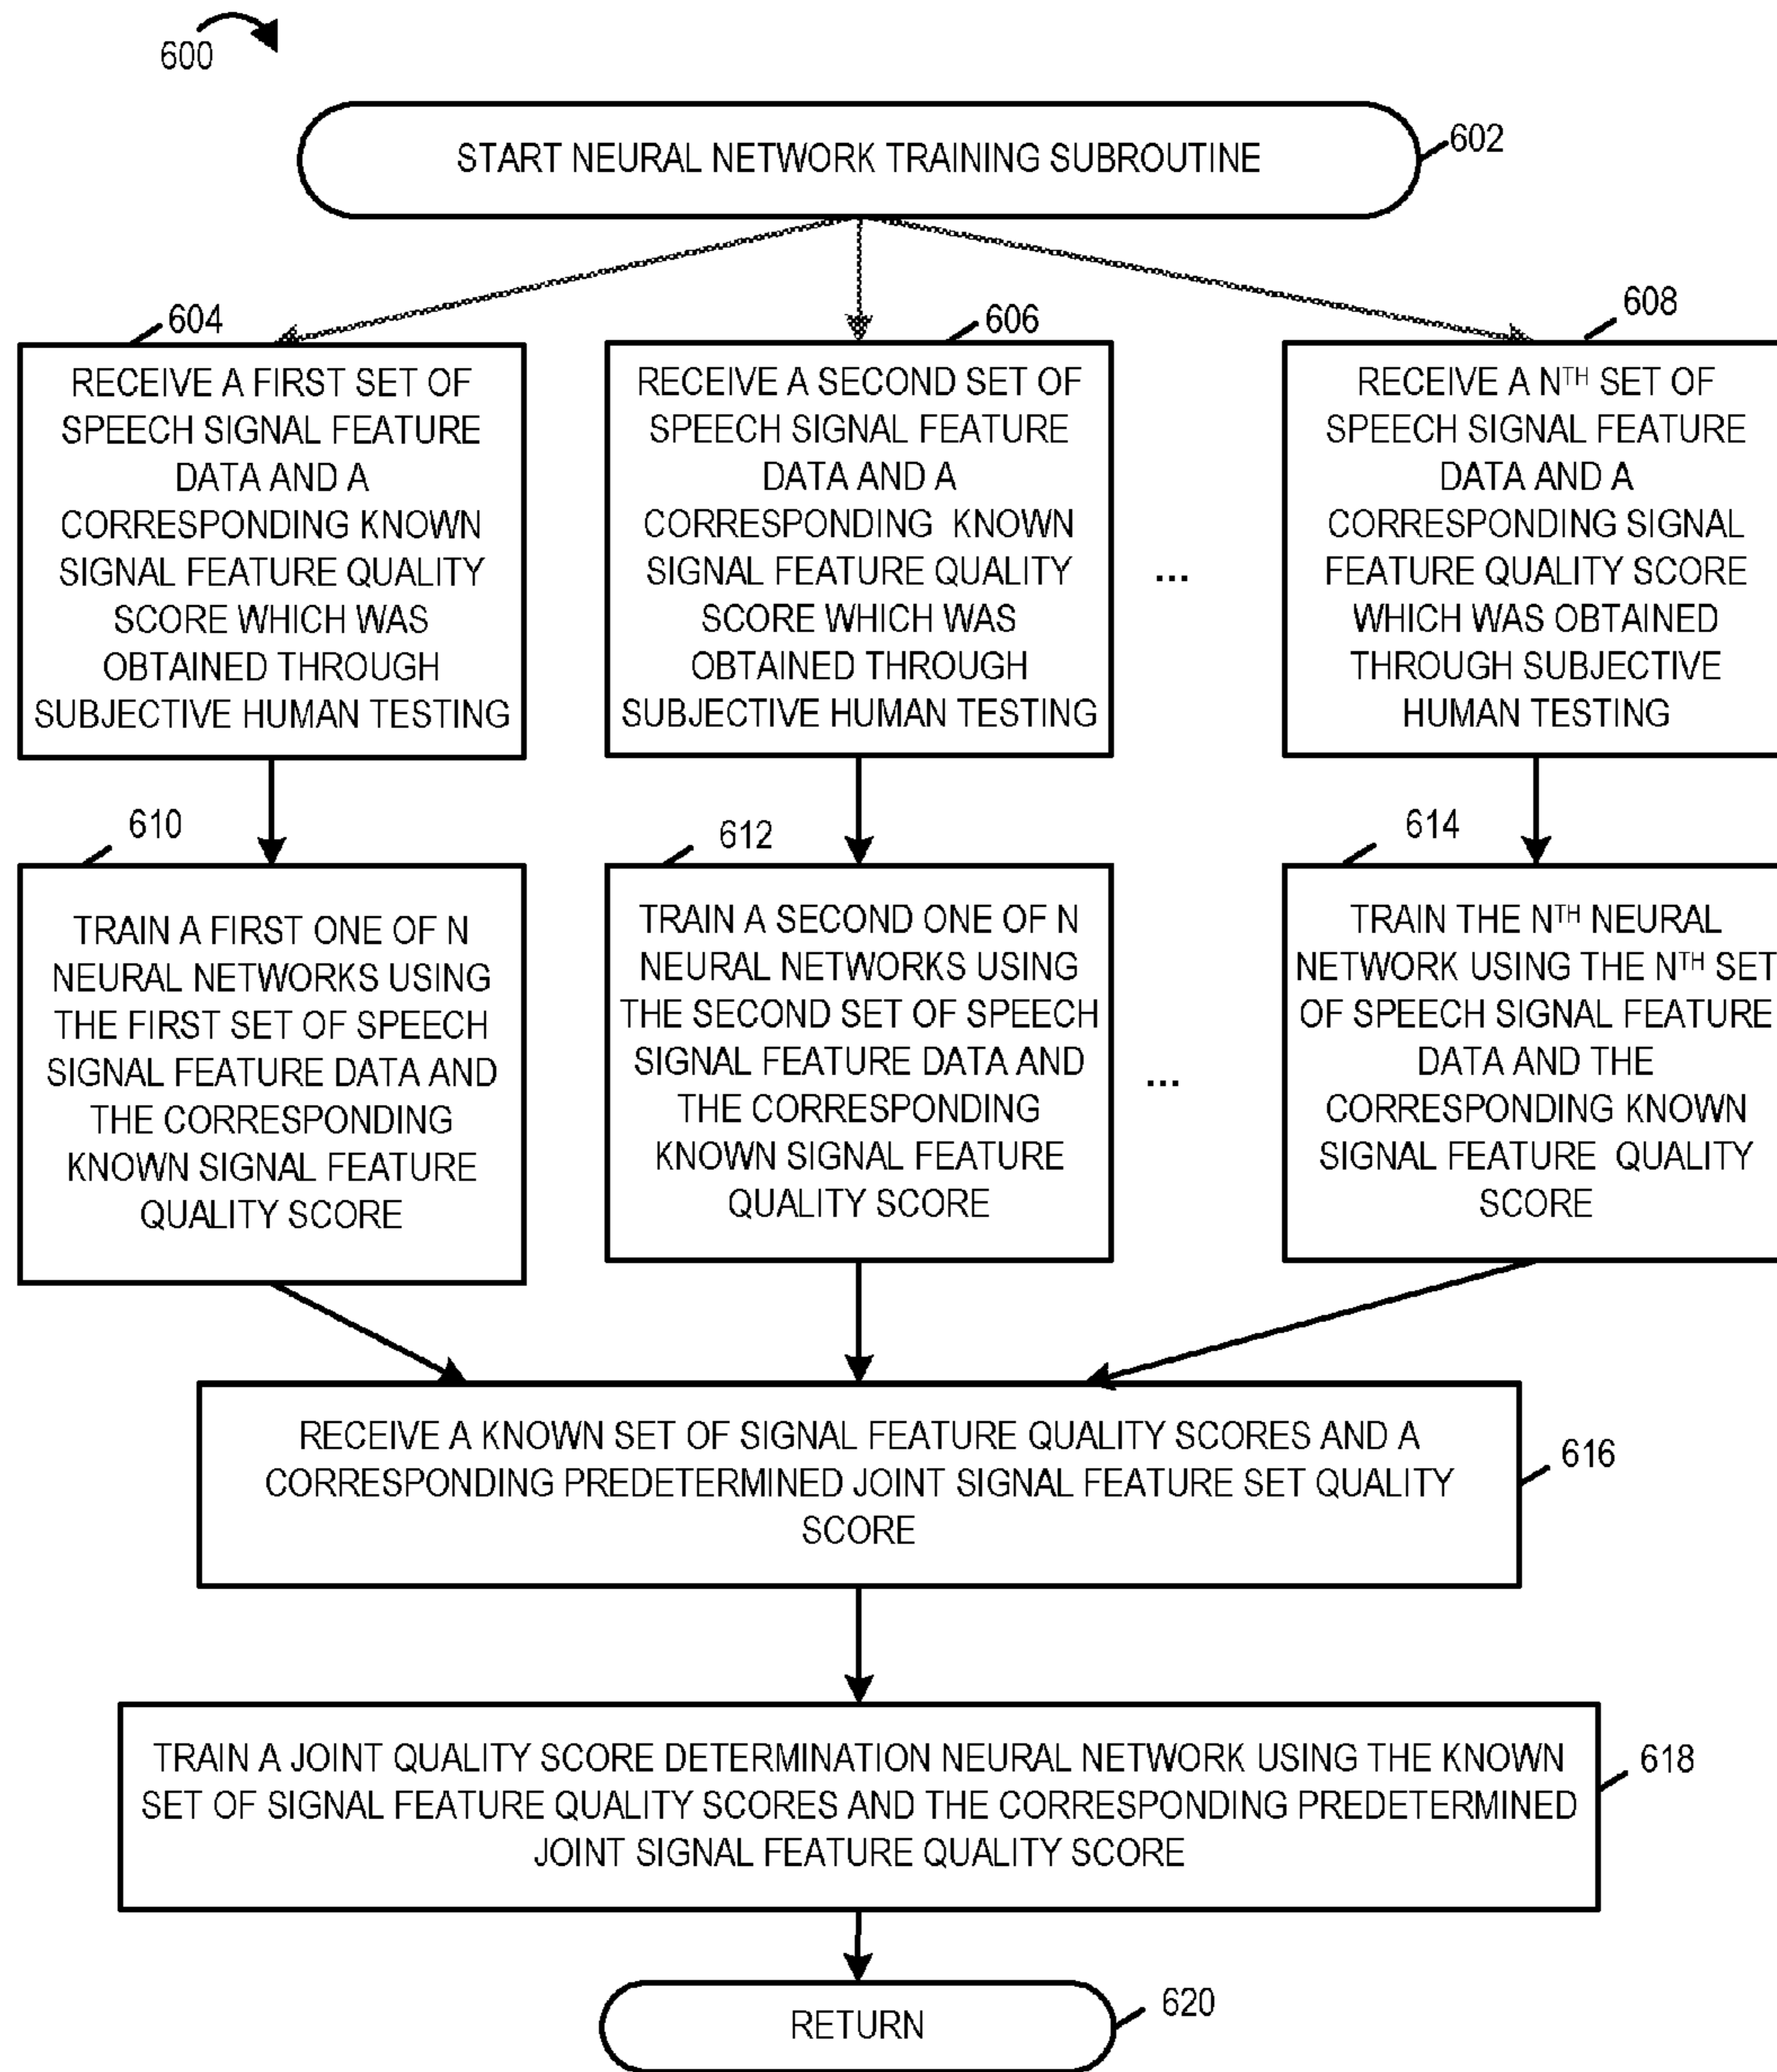 600
START NEURAL NETWORK TRAINING SUBROUTINE
602
604
RECEIVE A FIRST SET OF
SPEECH SIGNAL FEATURE
DATA AND A
CORRESPONDING KNOWN
SIGNAL FEATURE QUALITY
SCORE WHICH WAS
OBTAINED THROUGH
SUBJECTIVE HUMAN TESTING
606
RECEIVE A SECOND SET OF
SPEECH SIGNAL FEATURE
DATA AND A
CORRESPONDING KNOWN
SIGNAL FEATURE QUALITY
SCORE WHICH WAS
OBTAINED THROUGH
SUBJECTIVE HUMAN TESTING
...
608
RECEIVE A NTH SET OF
SPEECH SIGNAL FEATURE
DATA AND A
CORRESPONDING SIGNAL
FEATURE QUALITY SCORE
WHICH WAS OBTAINED
THROUGH SUBJECTIVE
HUMAN TESTING
610
TRAIN A FIRST ONE OF N
NEURAL NETWORKS USING
THE FIRST SET OF SPEECH
SIGNAL FEATURE DATA AND
THE CORRESPONDING
KNOWN SIGNAL FEATURE
QUALITY SCORE
612
TRAIN A SECOND ONE OF N
NEURAL NETWORKS USING
THE SECOND SET OF SPEECH
SIGNAL FEATURE DATA AND
THE CORRESPONDING
KNOWN SIGNAL FEATURE
QUALITY SCORE
...
614
TRAIN THE NTH NEURAL
NETWORK USING THE NTH SET
OF SPEECH SIGNAL FEATURE
DATA AND THE
CORRESPONDING KNOWN
SIGNAL FEATURE QUALITY
SCORE
RECEIVE A KNOWN SET OF SIGNAL FEATURE QUALITY SCORES AND A
CORRESPONDING PREDETERMINED JOINT SIGNAL FEATURE SET QUALITY
SCORE
616
TRAIN A JOINT QUALITY SCORE DETERMINATION NEURAL NETWORK USING THE KNOWN
SET OF SIGNAL FEATURE QUALITY SCORES AND THE CORRESPONDING PREDETERMINED
JOINT SIGNAL FEATURE QUALITY SCORE
618
RETURN
620